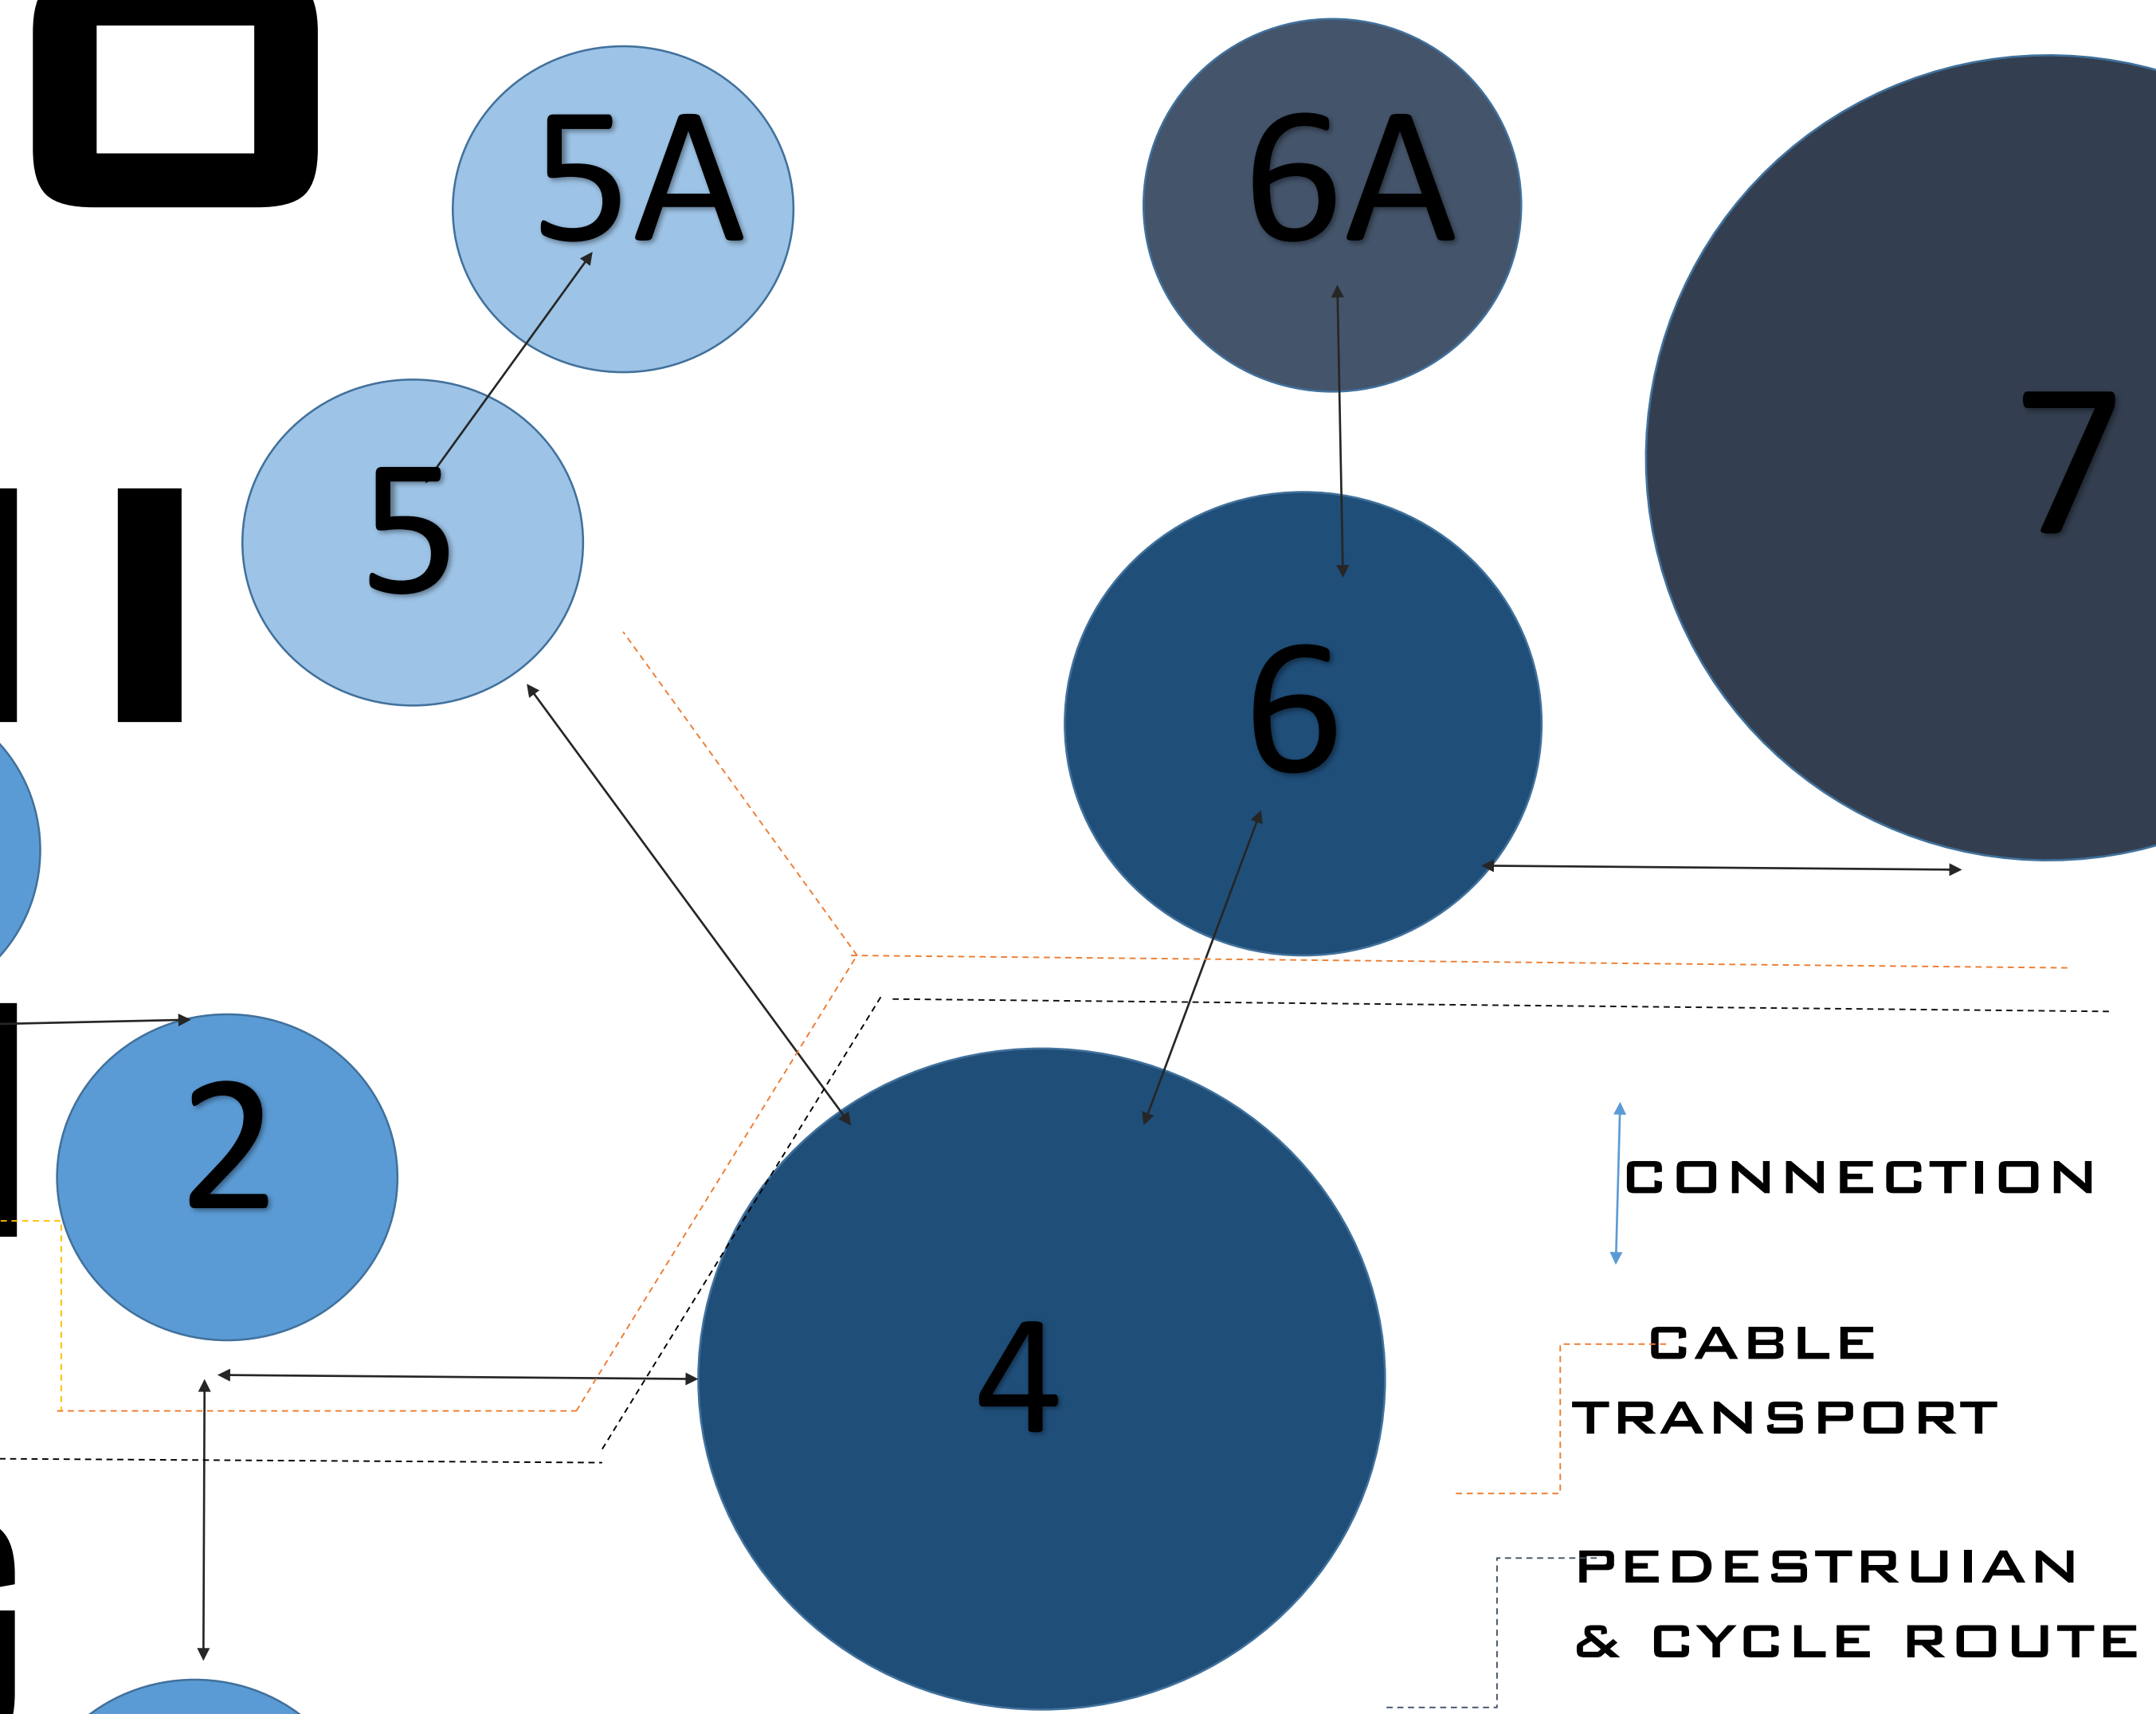 5A
6A
7
5
6
2
4
CONNECTION
CABLE
TRANSPORT
PEDESTRUIAN
& CYCLE ROUTE